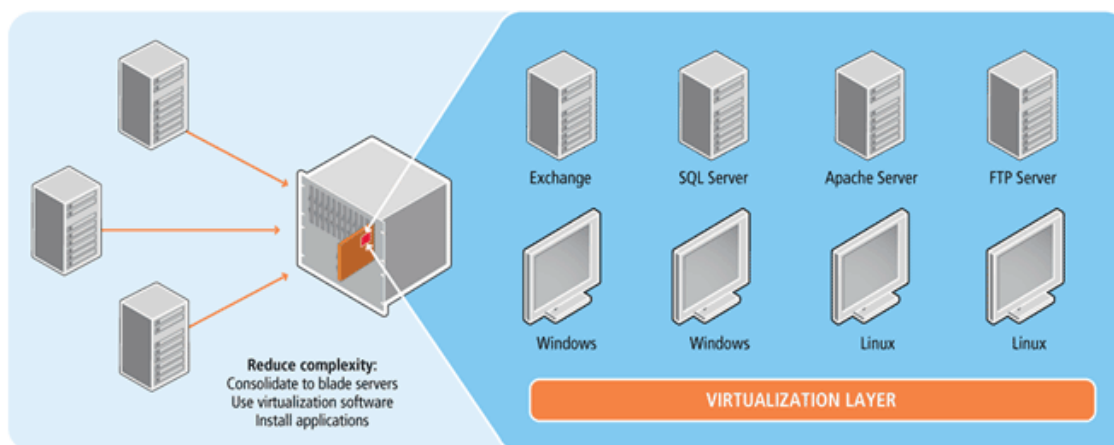 Exchange
SQL Server
Apache Server
FTP Server
Windows
Windows
Linux
Linux
Reduce complexity:
Consolidate to blade servers
Use virtualization software
Install applications
VIRTUALIZATION LAYER